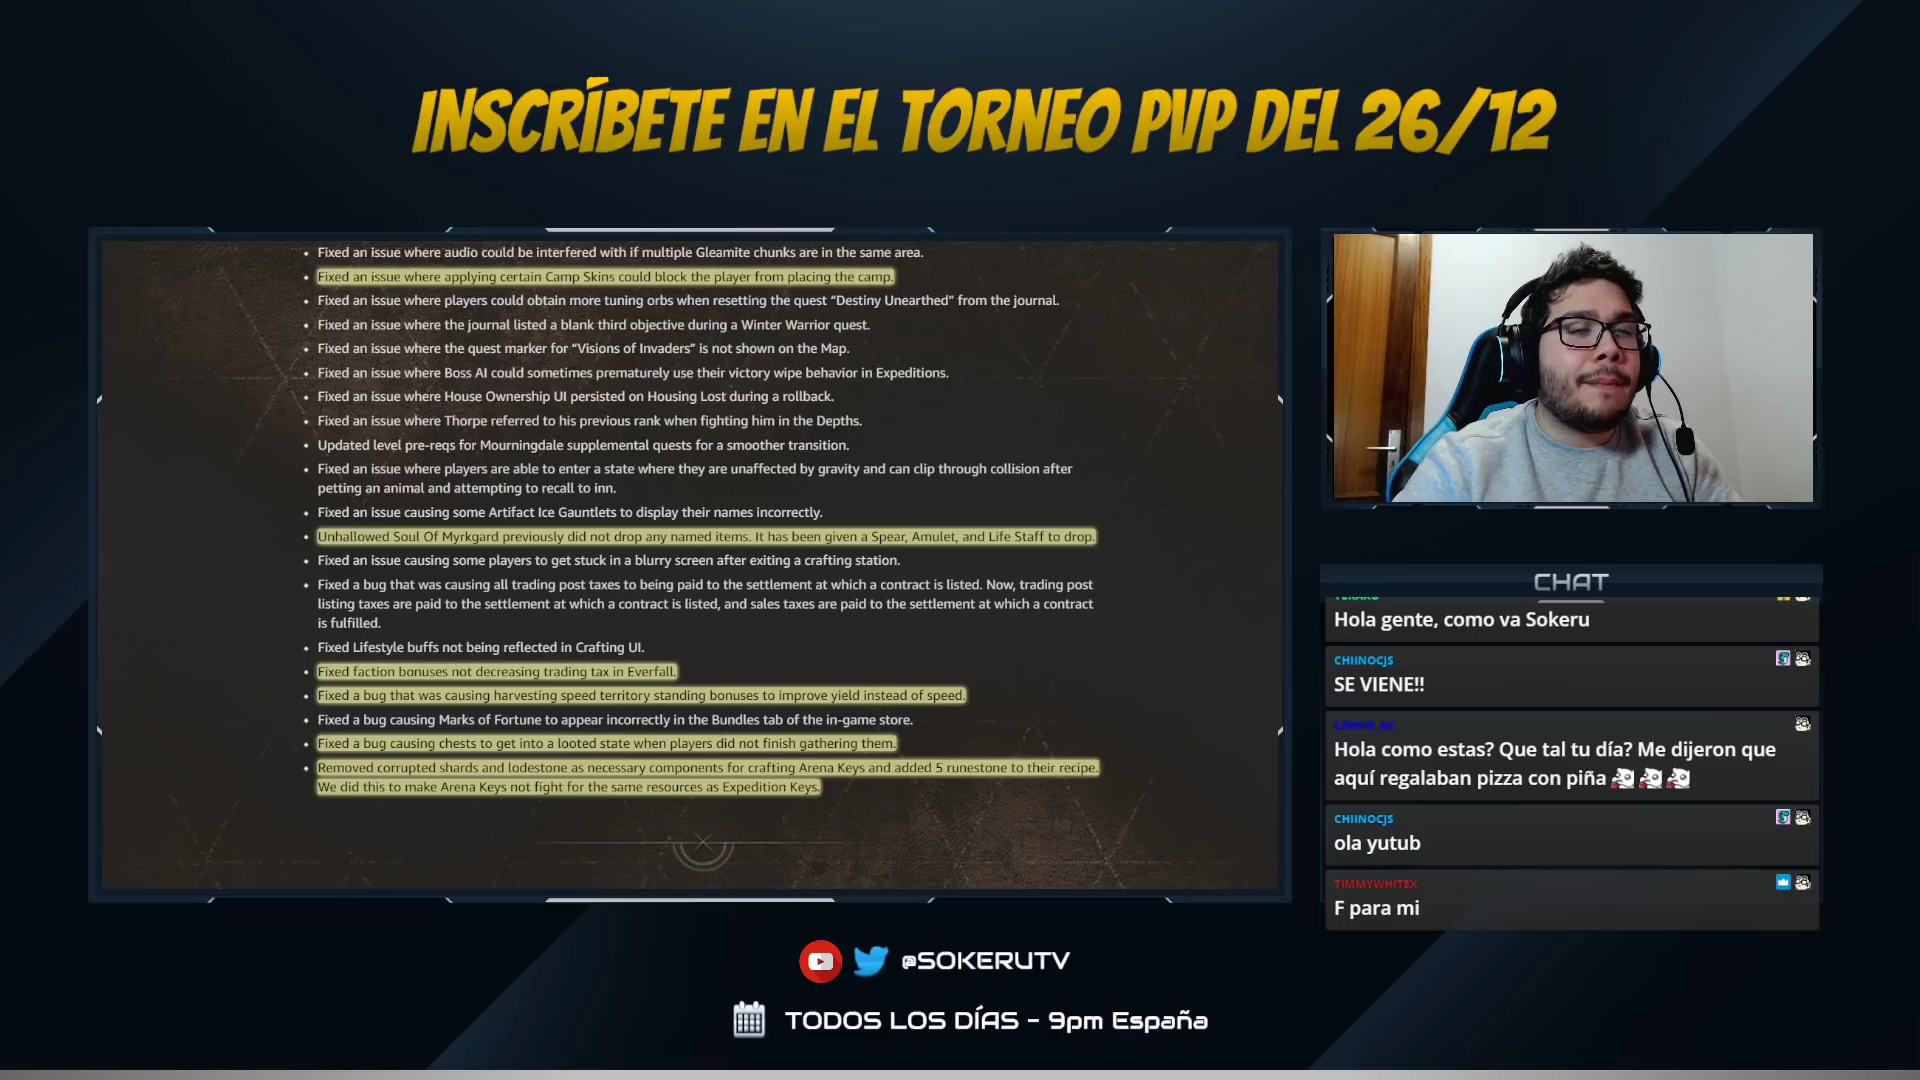 INSCRÍBETE EN EL TORNEO PVP DEL 26/12
Fixed an issue where audio could be interfered with if multiple Gleamite chunks are in the same area.
Fixed an issue where applying certain Camp Skins could block the player from placing the camp.
Fixed an issue where players could obtain more tuning orbs when resetting the quest “Destiny Unearthed” from the journal.
Fixed an issue where the journal listed a blank third objective during a Winter Warrior quest.
Fixed an issue where the quest marker for “Visions of Invaders” is not shown on the Map.
Fixed an issue where Boss AI could sometimes prematurely use their victory wipe behavior in Expeditions.
Fixed an issue where House Ownership UI persisted on Housing Lost during a rollback.
Fixed an issue where Thorpe referred to his previous rank when fighting him in the Depths.
Updated level pre-reqs for Mourningdale supplemental quests for a smoother transition.
Fixed an issue where players are able to enter a state where they are unaffected by gravity and can clip through collision after
petting an animal and attempting to recall to inn.
Fixed an issue causing some Artifact Ice Gauntlets to display their names incorrectly.
Unhallowed Soul Of Myrkgard previously did not drop any named items. It has been given a Spear, Amulet, and Life Staff to drop.
Fixed an issue causing some players to get stuck in a blurry screen after exiting a crafting station.
Fixed a bug that was causing all trading post taxes to being paid to the settlement at which a contract is listed. Now, trading post
listing taxes are paid to the settlement at which a contract is listed, and sales taxes are paid to the settlement at which a contract
is fulfilled.
Fixed Lifestyle buffs not being reflected in Crafting UI.
Fixed faction bonuses not decreasing trading tax in Everfall.
Fixed a bug that was causing harvesting speed territory standing bonuses to improve yield instead of speed.
Fixed a bug causing Marks of Fortune to appear incorrectly in the Bundles tab of the in-game store.
Fixed a bug causing chests to get into a looted state when players did not finish gathering them.
Removed corrupted shards and lodestone as necessary components for crafting Arena Keys and added 5 runestone to their recipe.
We did this to make Arena Keys not fight for the same resources as Expedition Keys.
CHAT
Hola gente, como va Sokeru
CHIINOCJS
SE VIENE!!
Hola como estas? Que tal tu día? Me dijeron que
aquí regalaban pizza con piña
CHIINOCJS
ola yutub
TIMMYWHITEX
F para mi
@SOKERUTV
TODOS LOS DÍAS - 9pm España